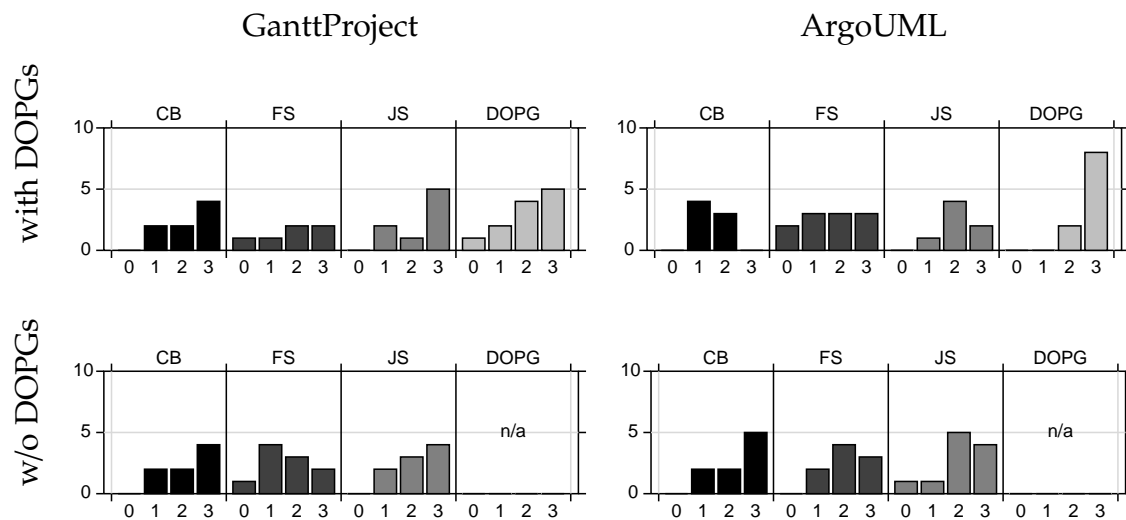 GanttProject ArgoUML
with DOPGs
CB FS JS DOPG CB FS JS DOPG
10 10
5 5
0 0
0 1 2 3 0 1 2 3 0 1 2 3 0 1 2 3 0 1 2 3 0 1 2 3 0 1 2 3 0 1 2 3
w/o DOPGs
CB FS JS DOPG CB FS JS DOPG
10 10
5 n/a 5 n/a
0 0
0 1 2 3 0 1 2 3 0 1 2 3 0 1 2 3 0 1 2 3 0 1 2 3 0 1 2 3 0 1 2 3